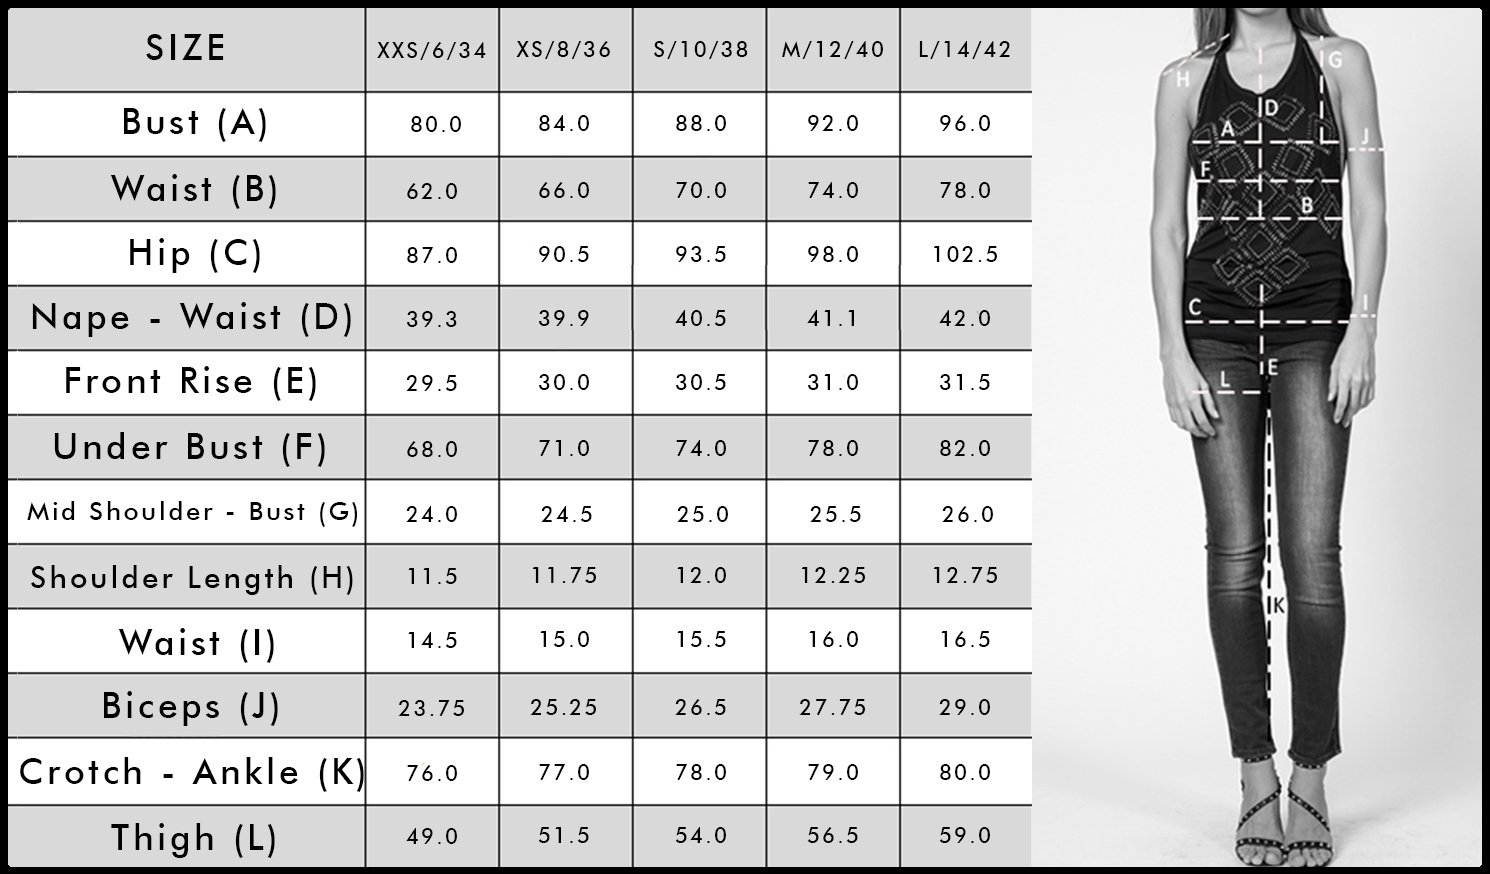 SIZE XXS/6/34 XS/8/36 S/10/38 M/12/40 L/14/42
Bust (A) 80.0 84.0 88.0 92.0 96.0
Waist (B) 62.0 66.0 70.0 74.0 78.0
Hip (C) 87.0 90.5 93.5 98.0 102.5
Nape - Waist (D) 39.3 39.9 40.5 41.1 42.0
Front Rise (E) 29.5 30.0 30.5 31.0 31.5
Under Bust (F) 68.0 71.0 74.0 78.0 82.0
Mid Shoulder - Bust (G) 24.0 24.5 25.0 25.5 26.0
Shoulder Length (H) 11.5 11.75 12.0 12.25 12.75
Waist (I) 14.5 15.0 15.5 16.0 16.5
Biceps (J) 23.75 25.25 26.5 27.75 29.0
Crotch - Ankle (K) 76.0 77.0 78.0 79.0 80.0
Thigh (L) 49.0 51.5 54.0 56.5 59.0
G
H
D
A
J
F
B
C
I
E
L
K